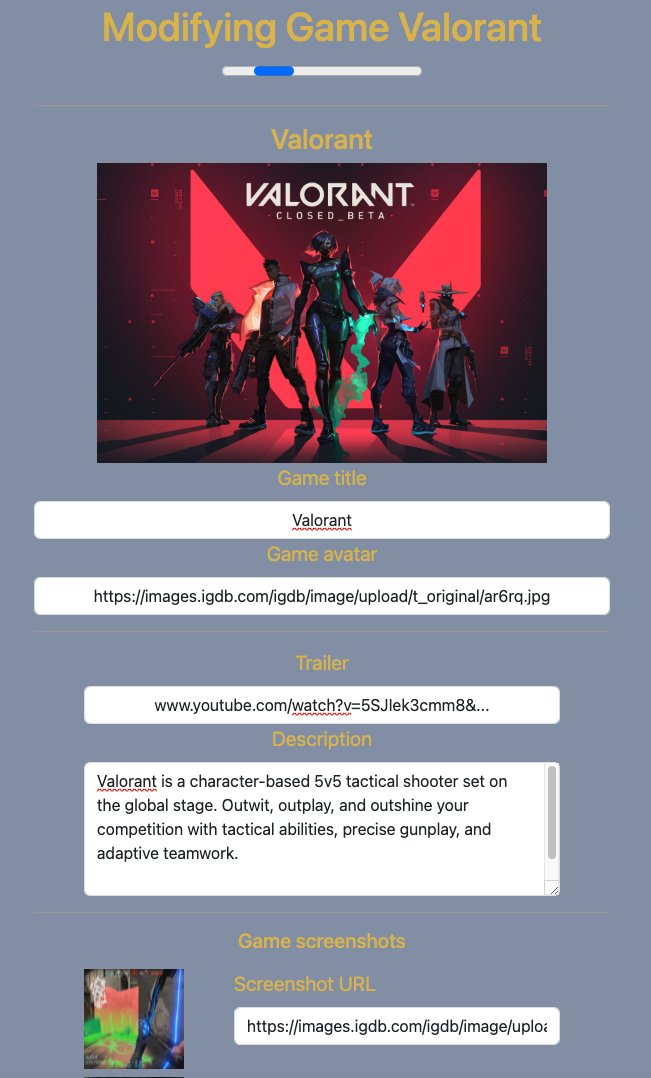 Modifying Game Valorant
Valorant
VALORANT
CLOSED_BETA
Game title
Valorant
Game avatar
https://images.igdb.com/igdb/image/upload/t_original/ar6rq.jpg
Trailer
www.youtube.com/watch?v=5SJlek3cmm8&...
Description
Valorant is a character-based 5v5 tactical shooter set on
the global stage. Outwit, outplay, and outshine your
competition with tactical abilities, precise gunplay, and
adaptive teamwork.
Game screenshots
Screenshot URL
https://images.igdb.com/igdb/image/uploa